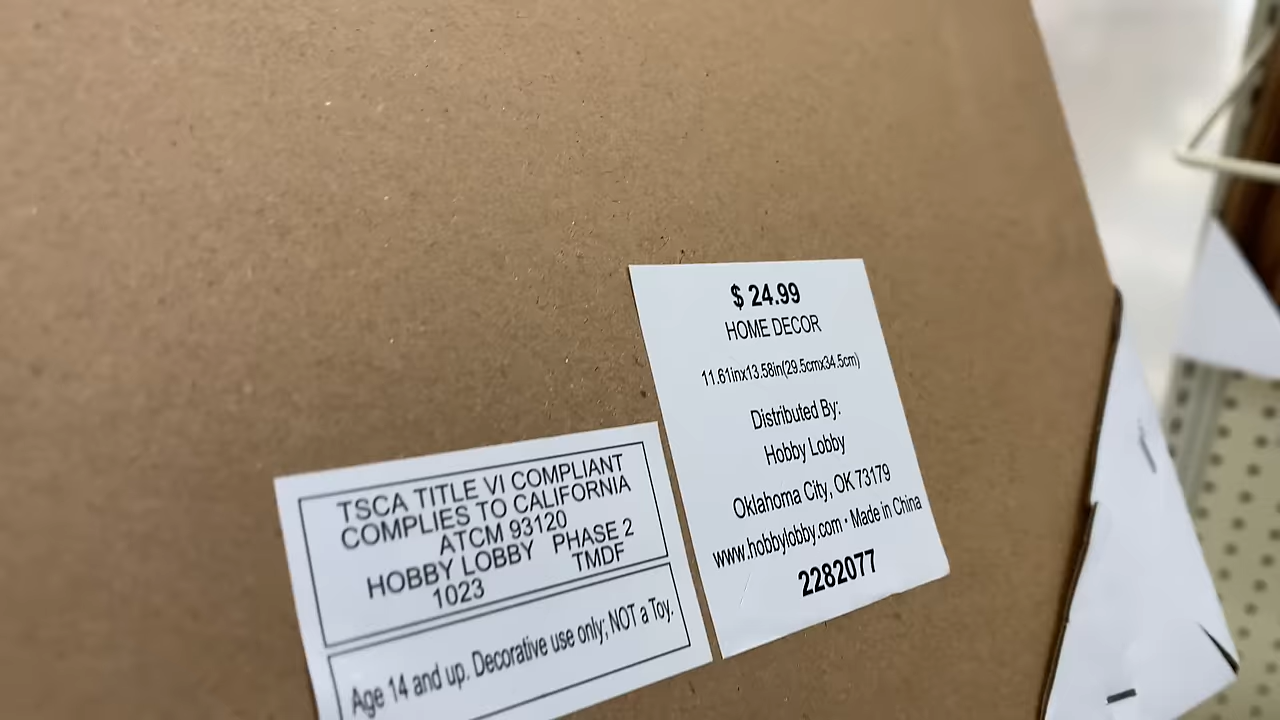 $ 24.99
HOME DECOR
11.61inx13.58in(29.5cmx34.5cm)
Distributed By:
Hobby Lobby
Oklahoma City, OK 73179
www.hobbylobby.com • Made in China
2282077
TSCA TITLE VI COMPLIANT
COMPLIES TO CALIFORNIA
ATCM 93120
HOBBY LOBBY PHASE 2
1023 TMDF
Age 14 and up. Decorative use only; NOT a Toy.